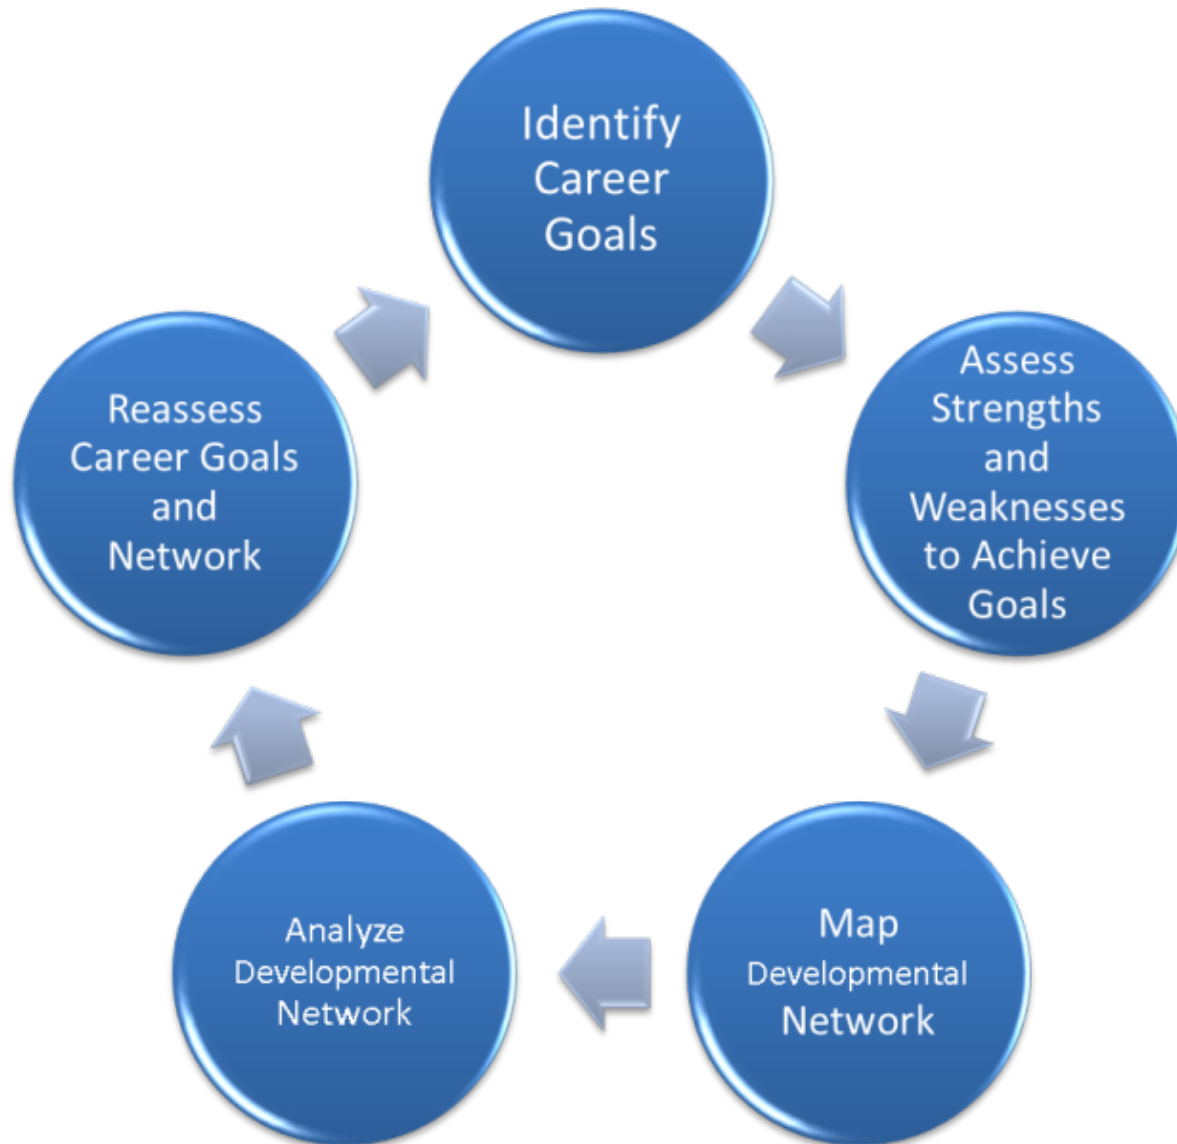 Identify
Career
Goals
Assess
Strengths
and
Weaknesses
to Achieve
Goals
Map
Developmental
Network
Analyze
Developmental
Network
Reassess
Career Goals
and
Network